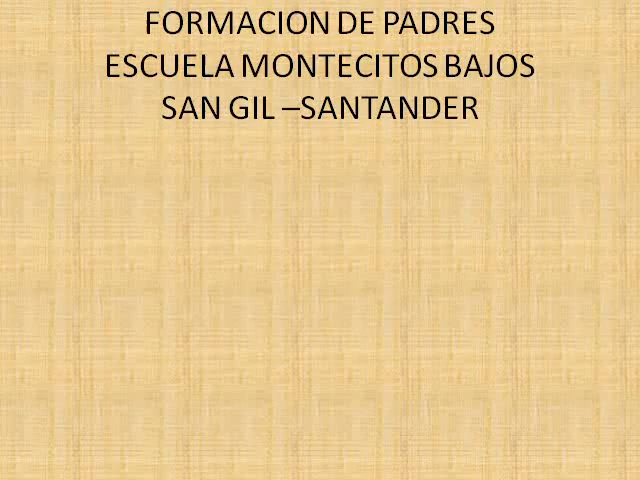 FORMACION DE PADRES
ESCUELA MONTECITOS BAJOS
SAN GIL –SANTANDER